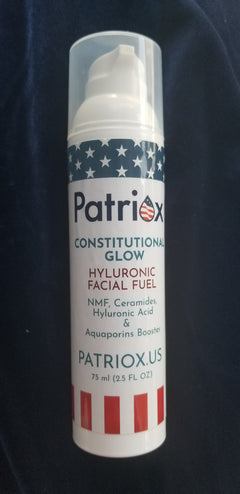 Patriox
CONSTITUTIONAL
GLOW
HYLURONIC
FACIAL FUEL
NMF, Ceramides,
Hyluronic Acid
&
Aquaporins Booster
PATRIOX.US
75 ml (2.5 FL OZ)